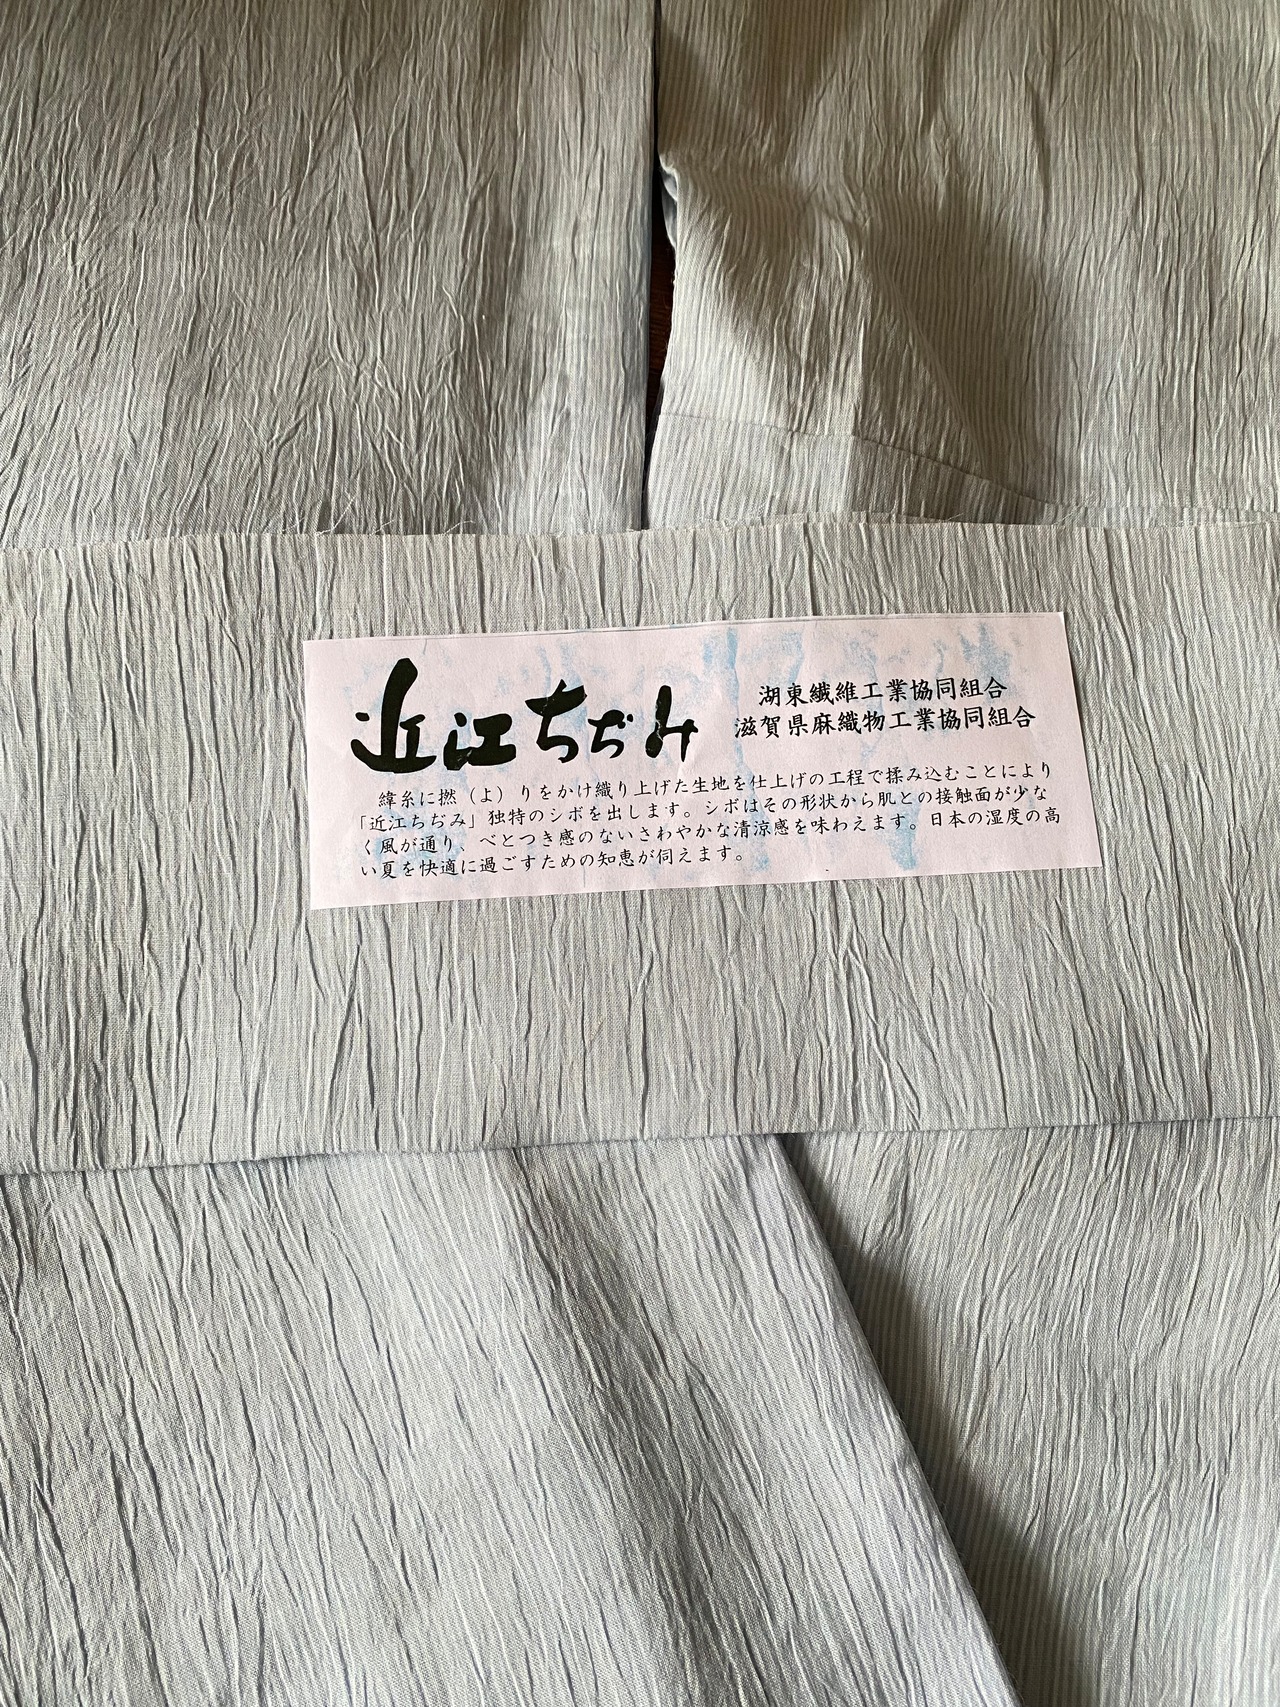 近江ちぢみ
湖東繊維工業協同組合
滋賀県麻織物工業協同組合
緯糸に撚（よ）りをかけ織り上げた生地を仕上げの工程で揉み込むことにより
「近江ちぢみ」独特のシボを出します。シボはその形状から肌との接触面が少な
く風が通り、べとつき感のないさわやかな清涼感を味わえます。日本の湿度の高
い夏を快適に過ごすための知恵が伺えます。